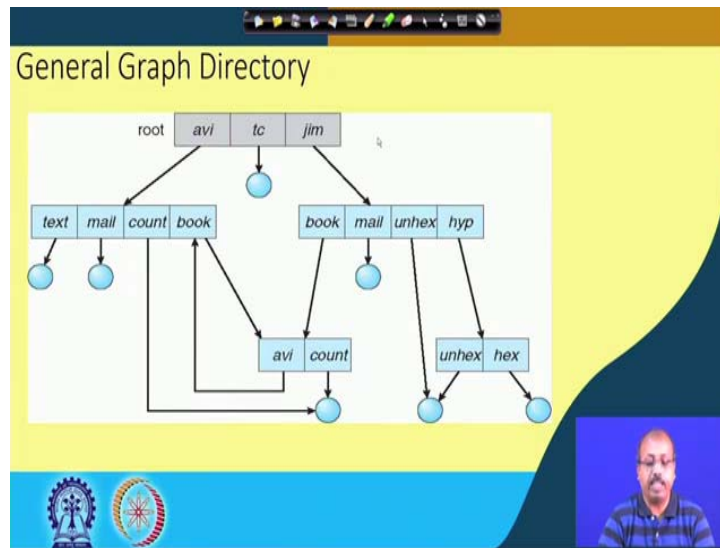 General Graph Directory
root avi tc jim
text mail count book
book mail unhex hyp
avi count
unhex hex